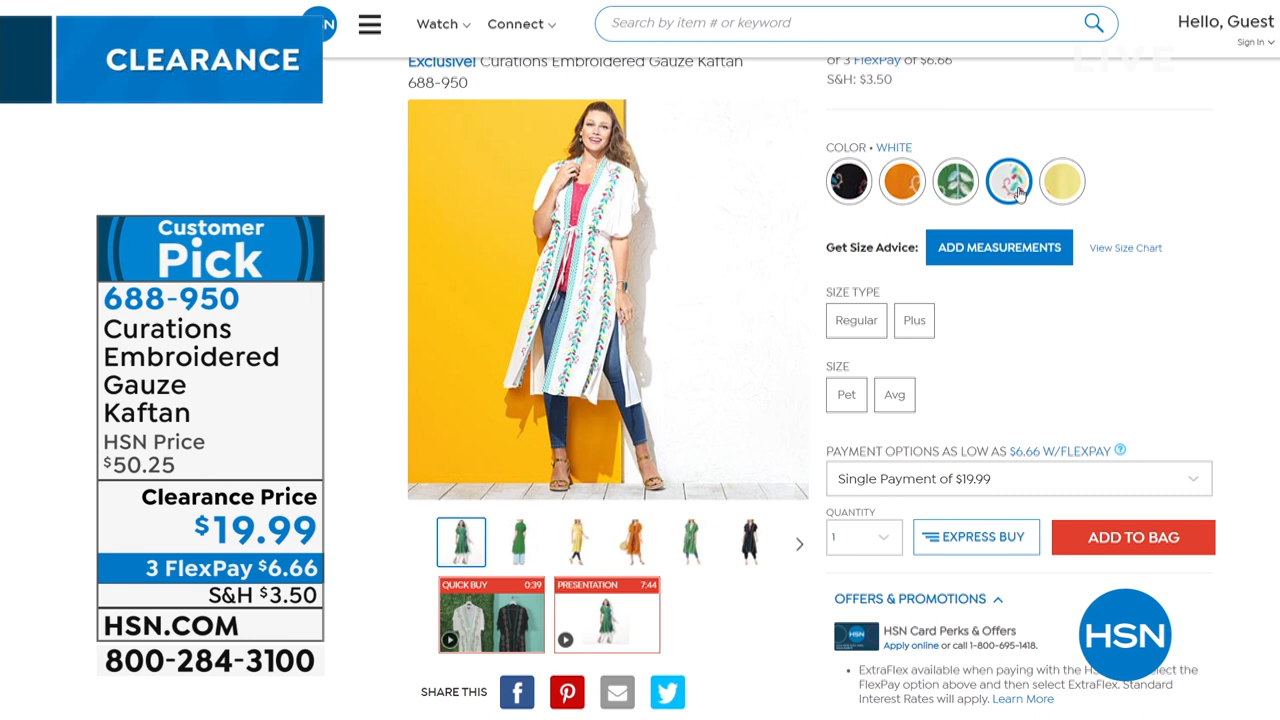 CLEARANCE
N
Watch
Connect
Search by item # or keyword
Hello, Guest
Sign In
LIVE
Exclusive! Curations Embroidered Gauze Kaftan
688-950
or 3 FlexPay of $6.66
S&H: $3.50
COLOR • WHITE
Get Size Advice:
ADD MEASUREMENTS
View Size Chart
SIZE TYPE
Regular
Plus
SIZE
Pet
Avg
PAYMENT OPTIONS AS LOW AS $6.66 W/FLEXPAY ?
Single Payment of $19.99
QUANTITY
1
EXPRESS BUY
ADD TO BAG
OFFERS & PROMOTIONS
HSN
HSN Card Perks & Offers
Apply online or call 1-800-695-1418.
ExtraFlex available when paying with the elect the
FlexPay option above and then select ExtraFlex. Standard
Interest Rates will apply. Learn More
HSN
Customer
Pick
688-950
Curations
Embroidered
Gauze
Kaftan
HSN Price
$50.25
Clearance Price
$19.99
3 FlexPay $6.66
S&H $3.50
HSN.COM
800-284-3100
QUICK BUY 0:39
PRESENTATION 7:44
SHARE THIS